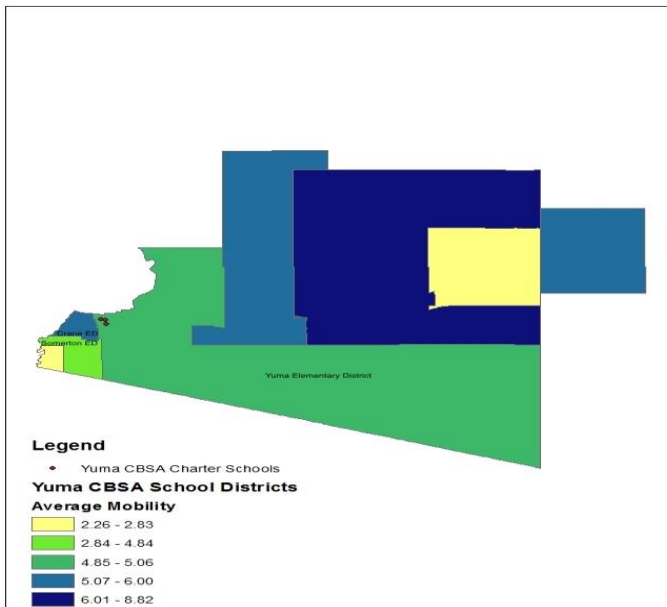 Crane ED
Somerton ED
Yuma Elementary District
Legend
Yuma CBSA Charter Schools
Yuma CBSA School Districts
Average Mobility
2.26 - 2.83
2.84 - 4.84
4.85 - 5.06
5.07 - 6.00
6.01 - 8.82